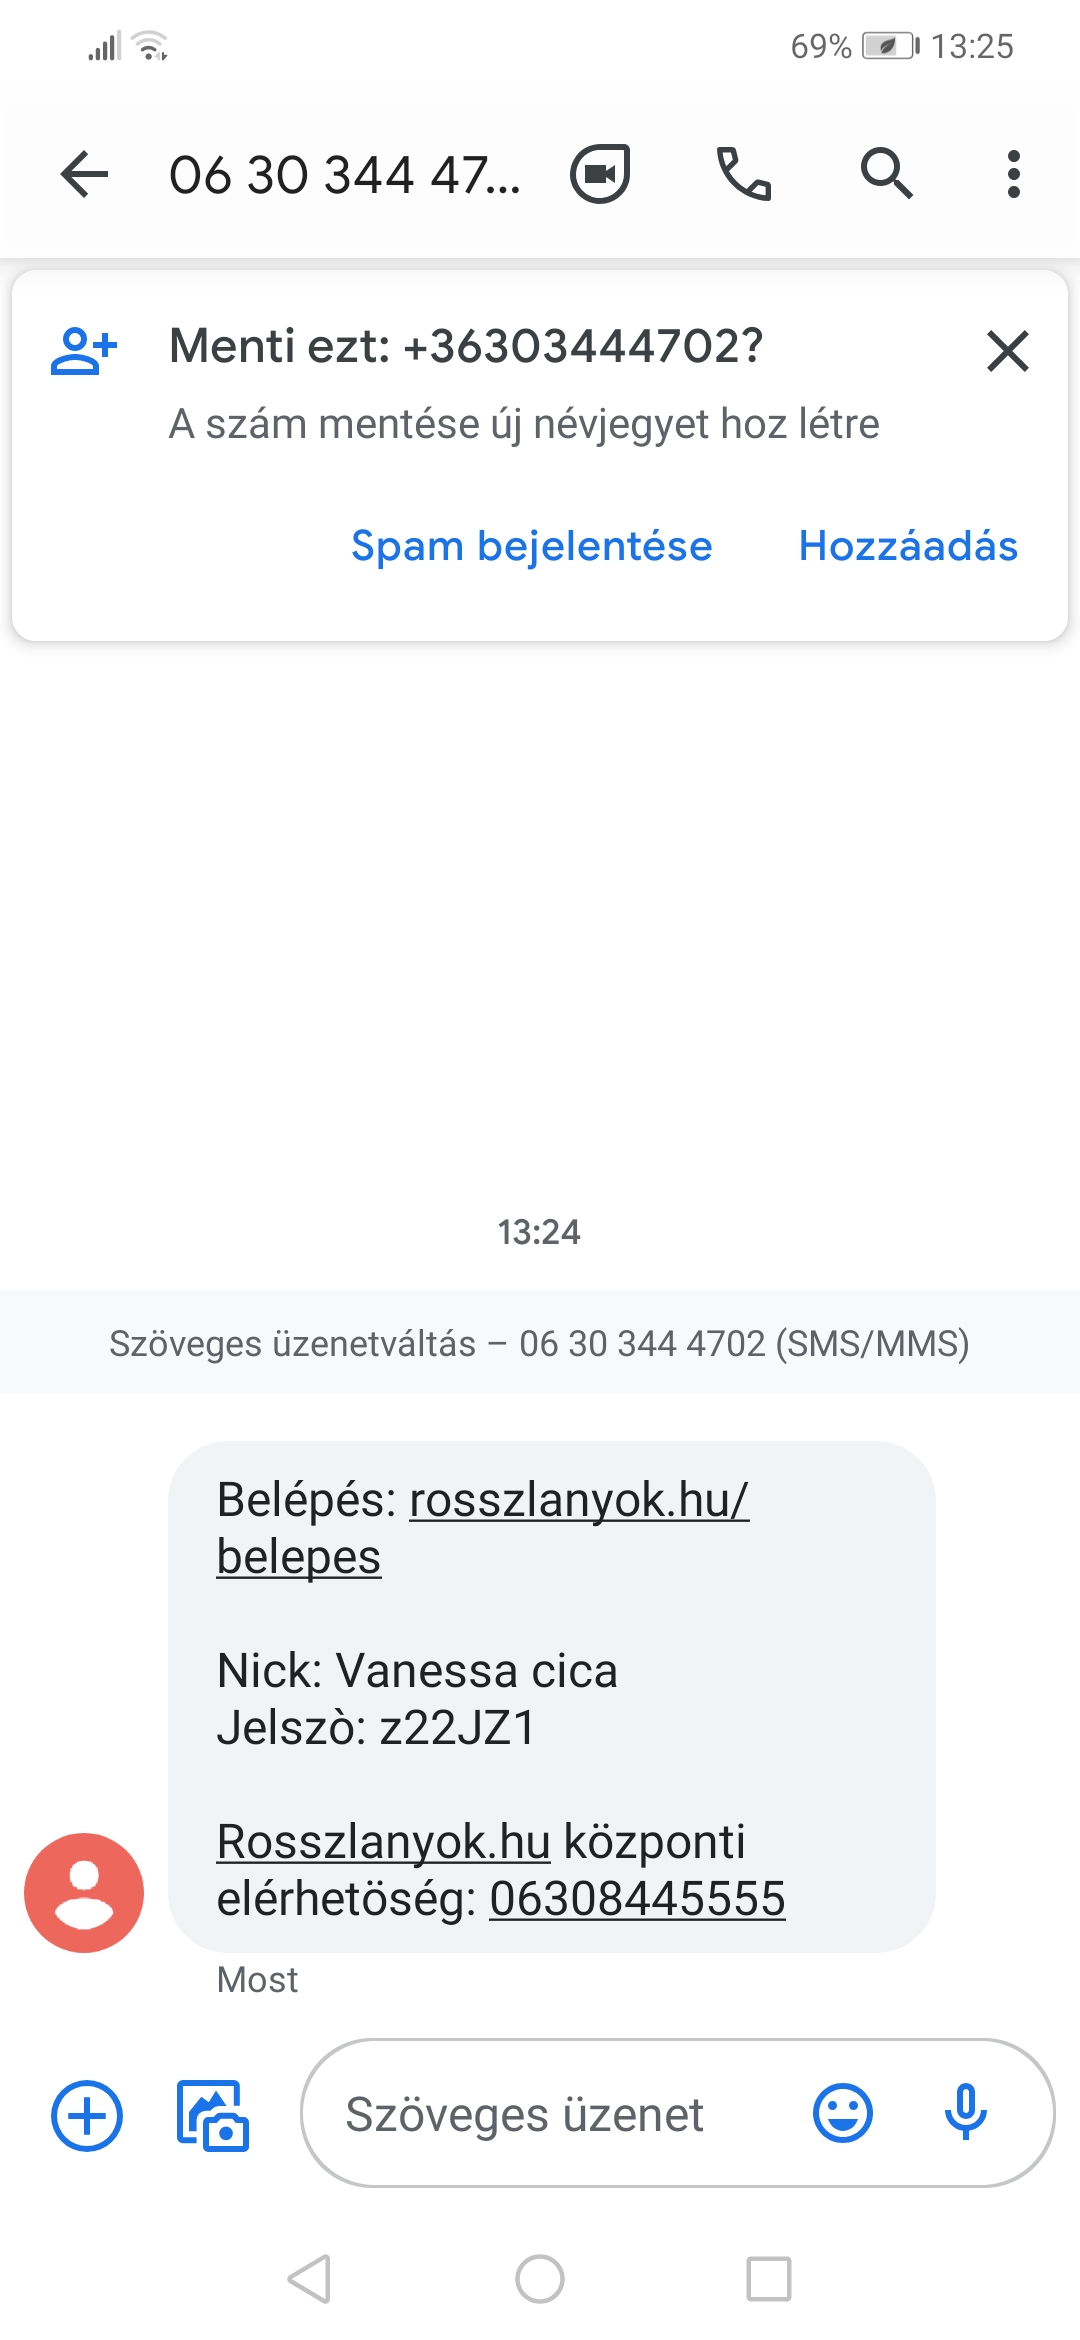 69% 13:25
06 30 344 47...
Menti ezt: +36303444702?
A szám mentése új névjegyet hoz létre
Spam bejelentése Hozzáadás
13:24
Szöveges üzenetváltás – 06 30 344 4702 (SMS/MMS)
Belépés: rosszlanyok.hu/
belepes
Nick: Vanessa cica
Jelszò: z22JZ1
Rosszlanyok.hu központi
elérhetöség: 06308445555
Most
Szöveges üzenet